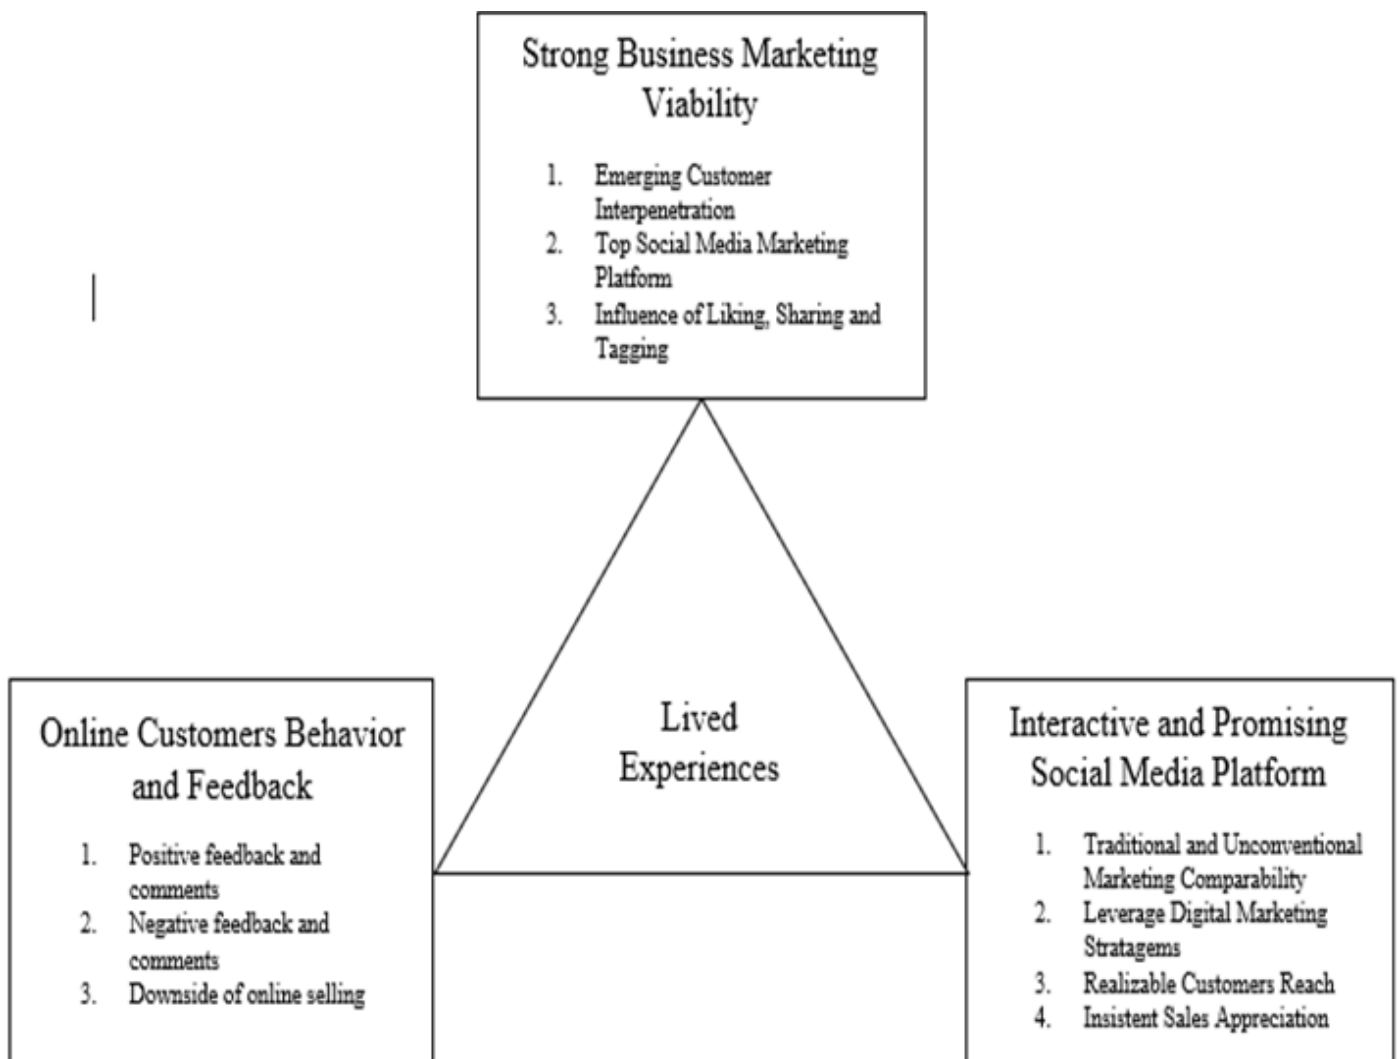 Strong Business Marketing
Viability
1. Emerging Customer
Interpenetration
2. Top Social Media Marketing
Platform
3. Influence of Liking, Sharing and
Tagging
Lived
Experiences
Online Customers Behavior
and Feedback
1. Positive feedback and
comments
2. Negative feedback and
comments
3. Downside of online selling
Interactive and Promising
Social Media Platform
1. Traditional and Unconventional
Marketing Comparability
2. Leverage Digital Marketing
Stratagems
3. Realizable Customers Reach
4. Insistent Sales Appreciation